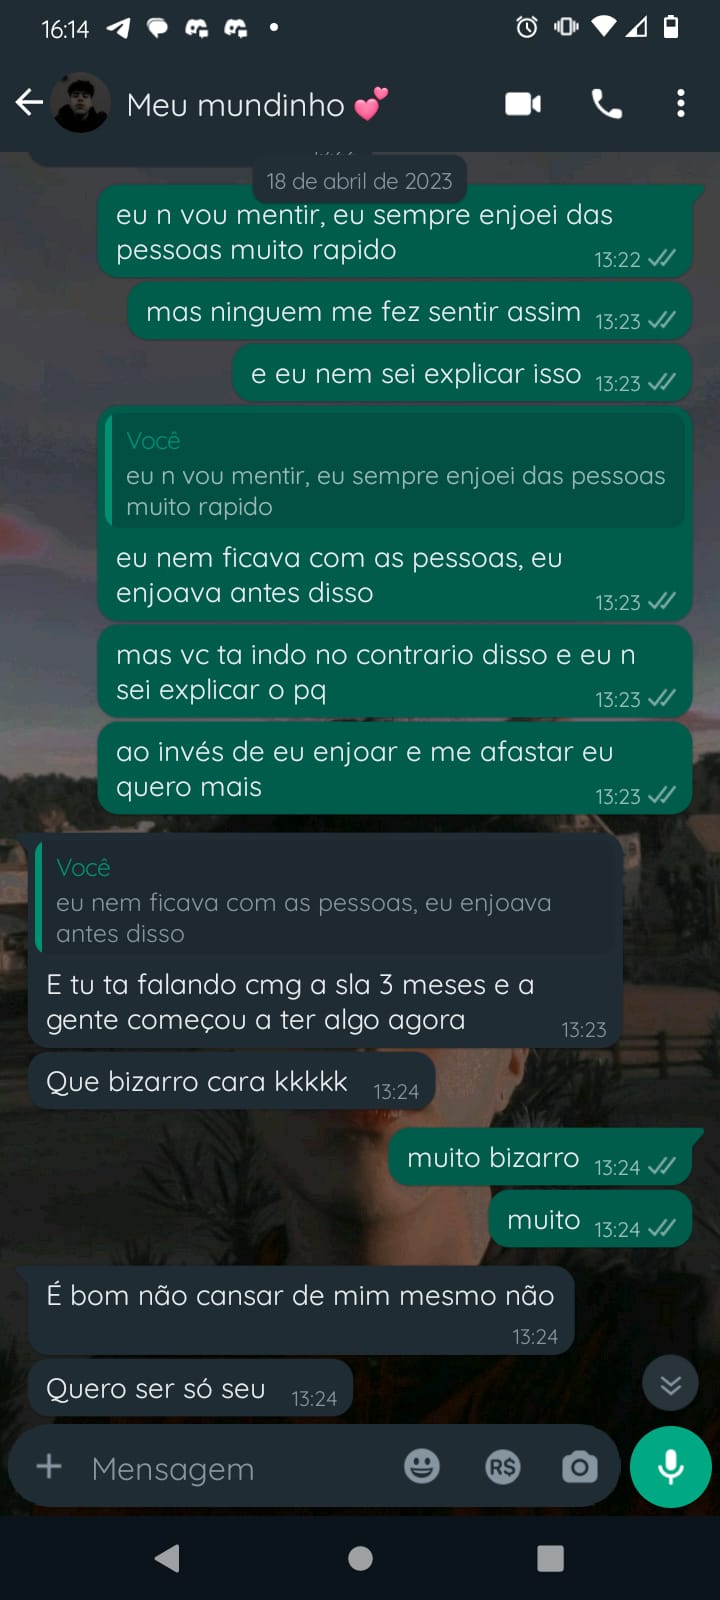 16:14
Meu mundinho 💕
18 de abril de 2023
eu n vou mentir, eu sempre enjoei das
pessoas muito rapido
13:22
mas ninguem me fez sentir assim 13:23
e eu nem sei explicar isso 13:23
Você
eu n vou mentir, eu sempre enjoei das pessoas
muito rapido
eu nem ficava com as pessoas, eu
enjoava antes disso
13:23
mas vc ta indo no contrario disso e eu n
sei explicar o pq
13:23
ao invés de eu enjoar e me afastar eu
quero mais
13:23
Você
eu nem ficava com as pessoas, eu enjoava
antes disso
E tu ta falando cmg a sla 3 meses e a
gente começou a ter algo agora
13:23
Que bizarro cara kkkkk 13:24
muito bizarro 13:24
muito 13:24
É bom não cansar de mim mesmo não
13:24
Quero ser só seu 13:24
Mensagem
R$